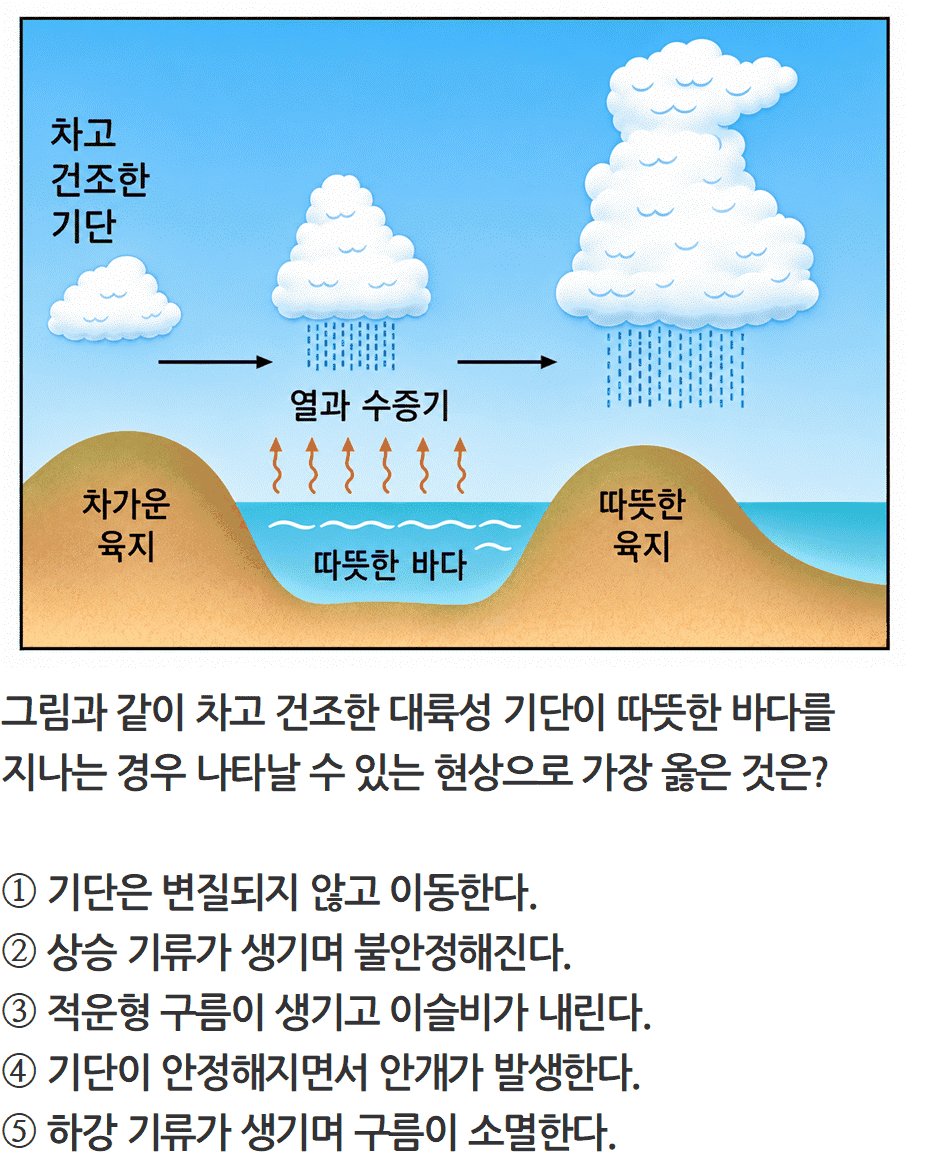 차고
건조한
기단
열과 수증기
차가운
육지
따뜻한 바다
따뜻한
육지
그림과 같이 차고 건조한 대륙성 기단이 따뜻한 바다를
지나는 경우 나타날 수 있는 현상으로 가장 옳은 것은?
① 기단은 변질되지 않고 이동한다.
② 상승 기류가 생기며 불안정해진다.
③ 적운형 구름이 생기고 이슬비가 내린다.
④ 기단이 안정해지면서 안개가 발생한다.
⑤ 하강 기류가 생기며 구름이 소멸한다.